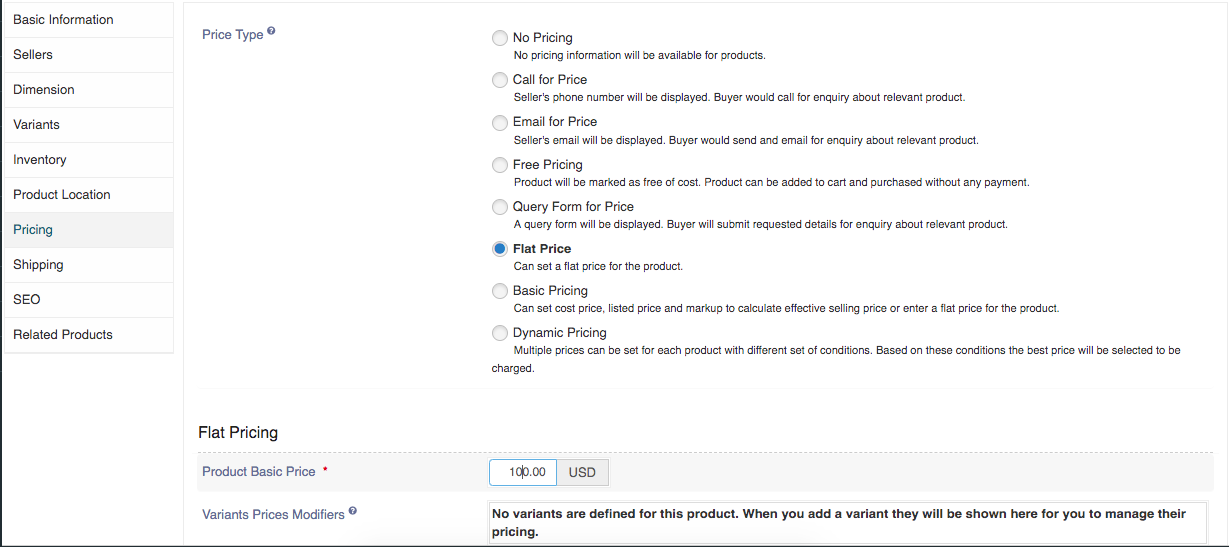 Basic Information
Sellers
Dimension
Variants
Inventory
Product Location
Pricing
Shipping
SEO
Related Products
Price Type ?
No Pricing
No pricing information will be available for products.
Call for Price
Seller's phone number will be displayed. Buyer would call for enquiry about relevant product.
Email for Price
Seller's email will be displayed. Buyer would send and email for enquiry about relevant product.
Free Pricing
Product will be marked as free of cost. Product can be added to cart and purchased without any payment.
Query Form for Price
A query form will be displayed. Buyer will submit requested details for enquiry about relevant product.
Flat Price
Can set a flat price for the product.
Basic Pricing
Can set cost price, listed price and markup to calculate effective selling price or enter a flat price for the product.
Dynamic Pricing
Multiple prices can be set for each product with different set of conditions. Based on these conditions the best price will be selected to be
charged.
Flat Pricing
Product Basic Price *
100.00 USD
Variants Prices Modifiers ?
No variants are defined for this product. When you add a variant they will be shown here for you to manage their
pricing.